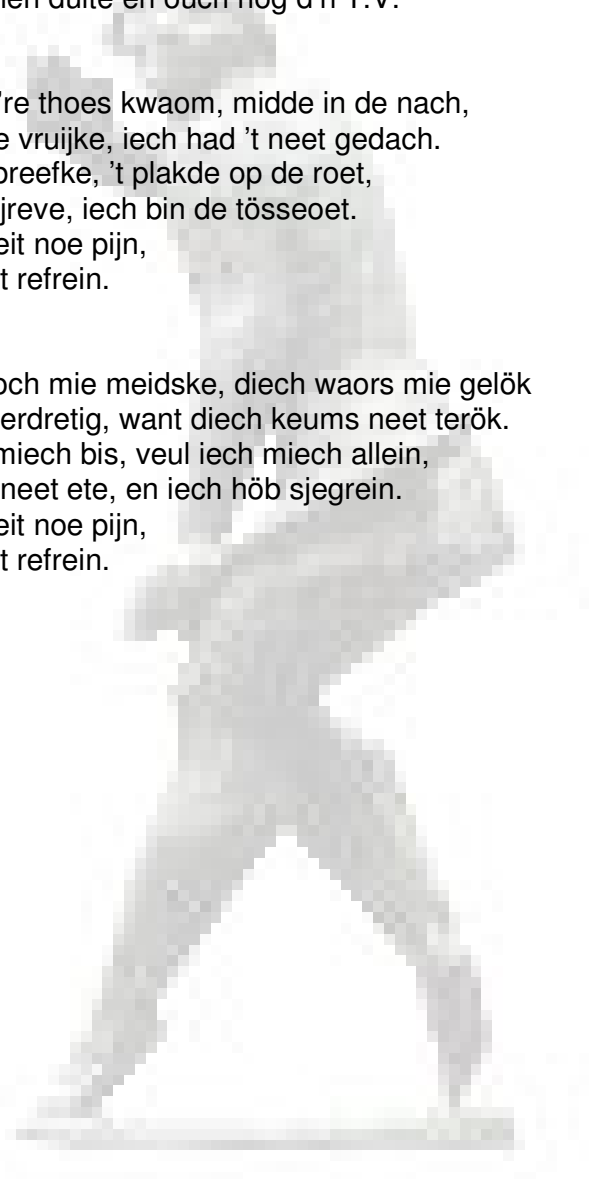 duite en ouch nog d'n T.V.
're thoes kwaom, midde in de nach,
vruijke, iech had 't neet gedach.
breefke, 't plakde op de roet,
jreve, iech bin de tösseoet.
eit noe pijn,
t refrein.
och mie meidske, diech waors mie gelök
erdretig, want diech keums neet terök.
miech bis, veul iech miech allein,
neet ete, en iech höb sjegrein.
eit noe pijn,
t refrein.